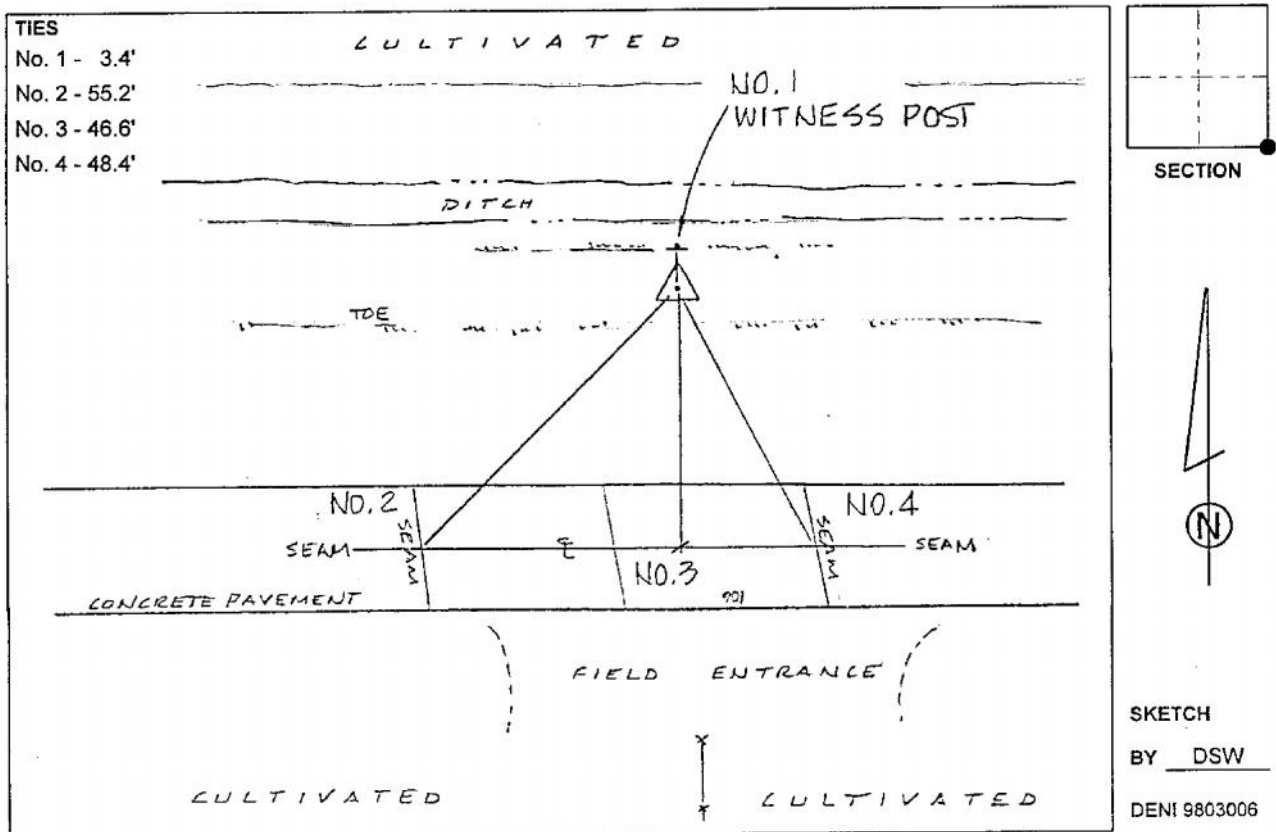 TIES
No. 1 - 3.4'
No. 2 - 55.2'
No. 3 - 46.6'
No. 4 - 48.4'
CULTIVATED
NO. 1
WITNESS POST
SECTION
DITCH
TOE
NO. 2
NO. 4
SEAM
SEAM
℄
SEAM
SEAM
NO. 3
CONCRETE PAVEMENT
N
FIELD ENTRANCE
CULTIVATED
CULTIVATED
SKETCH
BY DSW
DENI 9803006